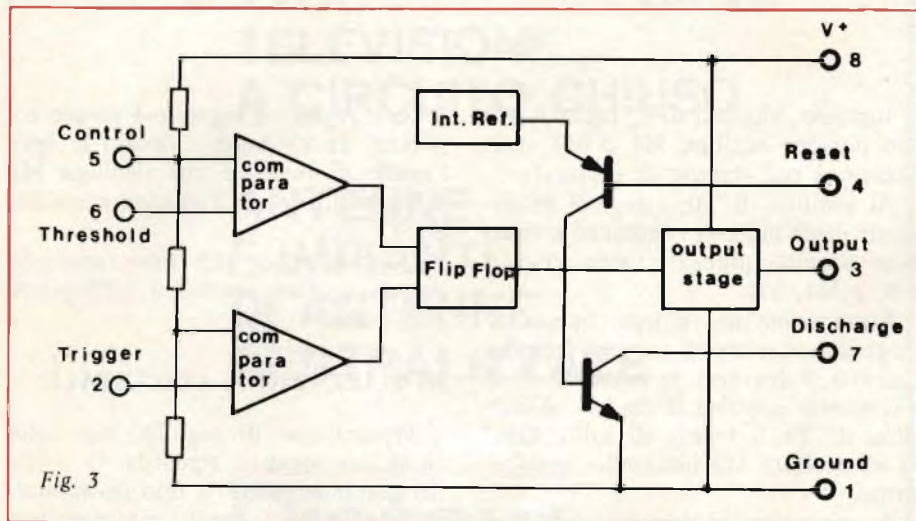 V+
8
Control
5
com
para
tor
Int. Ref.
Reset
4
6
Threshold
Flip Flop
output
stage
Output
3
Discharge
7
Trigger
2
com
para
tor
Ground
1
Fig. 3